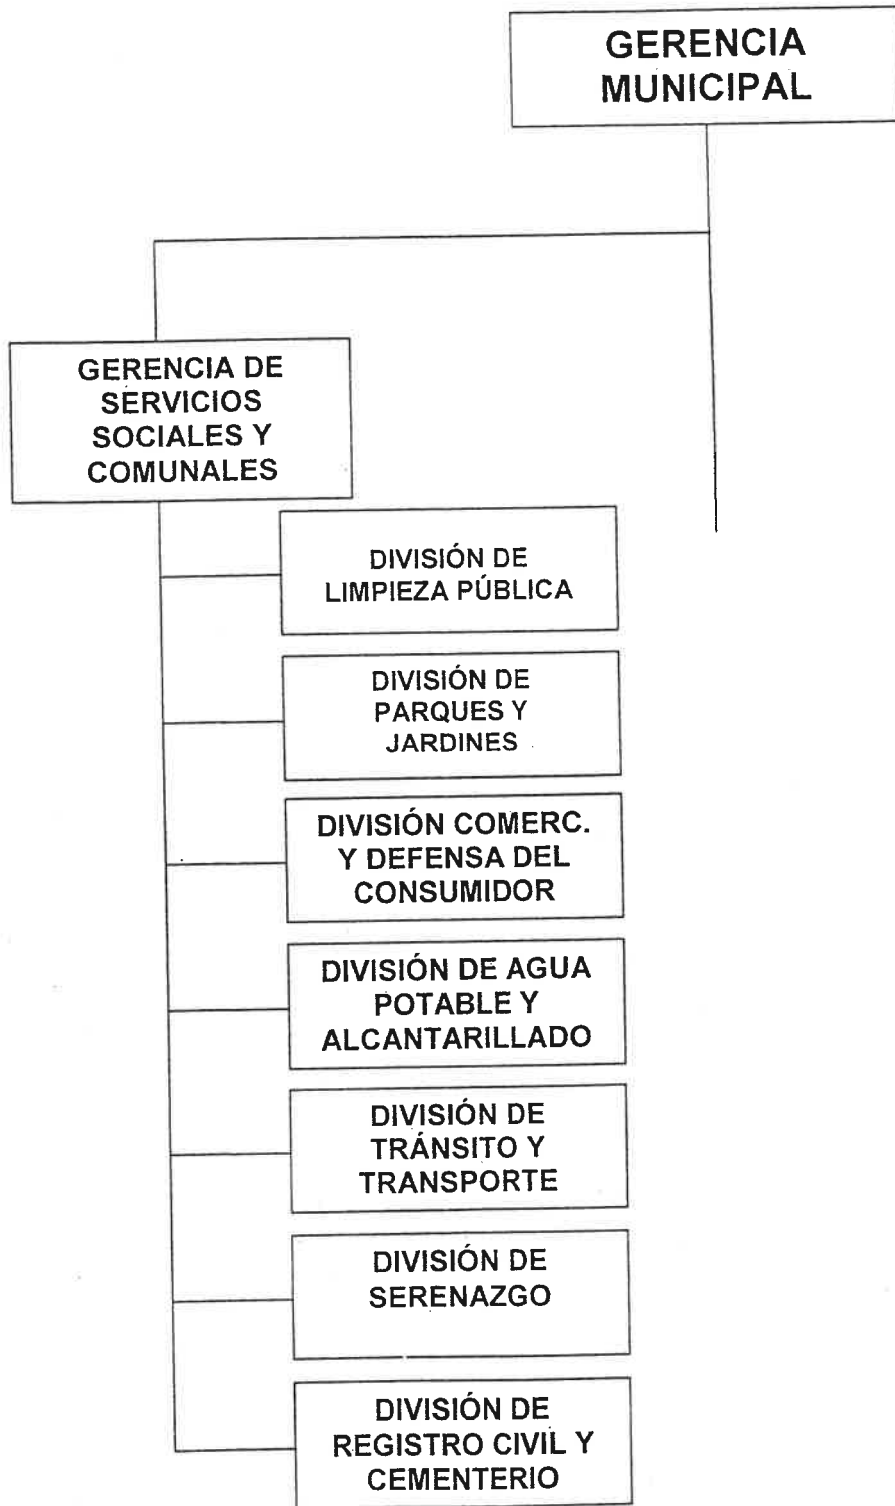 GERENCIA
MUNICIPAL
GERENCIA DE
SERVICIOS
SOCIALES Y
COMUNALES
DIVISIÓN DE
LIMPIEZA PÚBLICA
DIVISIÓN DE
PARQUES Y
JARDINES
DIVISIÓN COMERC.
Y DEFENSA DEL
CONSUMIDOR
DIVISIÓN DE AGUA
POTABLE Y
ALCANTARILLADO
DIVISIÓN DE
TRÁNSITO Y
TRANSPORTE
DIVISIÓN DE
SERENAZGO
DIVISIÓN DE
REGISTRO CIVIL Y
CEMENTERIO